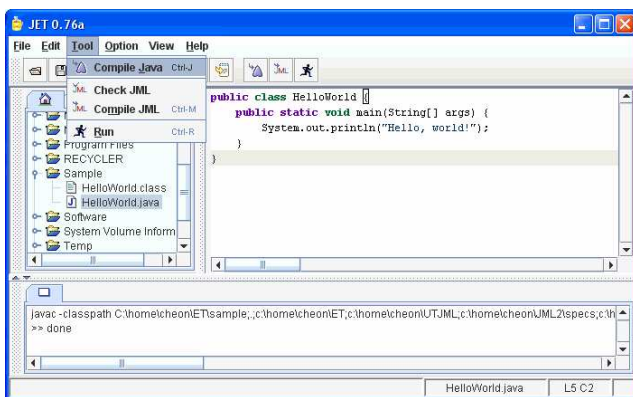 JET 0.76a
File Edit Tool Option View Help
Compile Java Ctrl-J
Check JML
Compile JML Ctrl-M
Run Ctrl-R
JML
Program Files
RECYCLER
Sample
HelloWorld.class
HelloWorld.java
Software
System Volume Inform
Temp
public class HelloWorld {
public static void main(String[] args) {
System.out.println("Hello, world!");
}
}
javac -classpath C:\home\cheon\ET\sample;.;c:\home\cheon\ET;c:\home\cheon\UTJML;c:\home\cheon\JML2\specs;c:\h
>> done
HelloWorld.java L5 C2